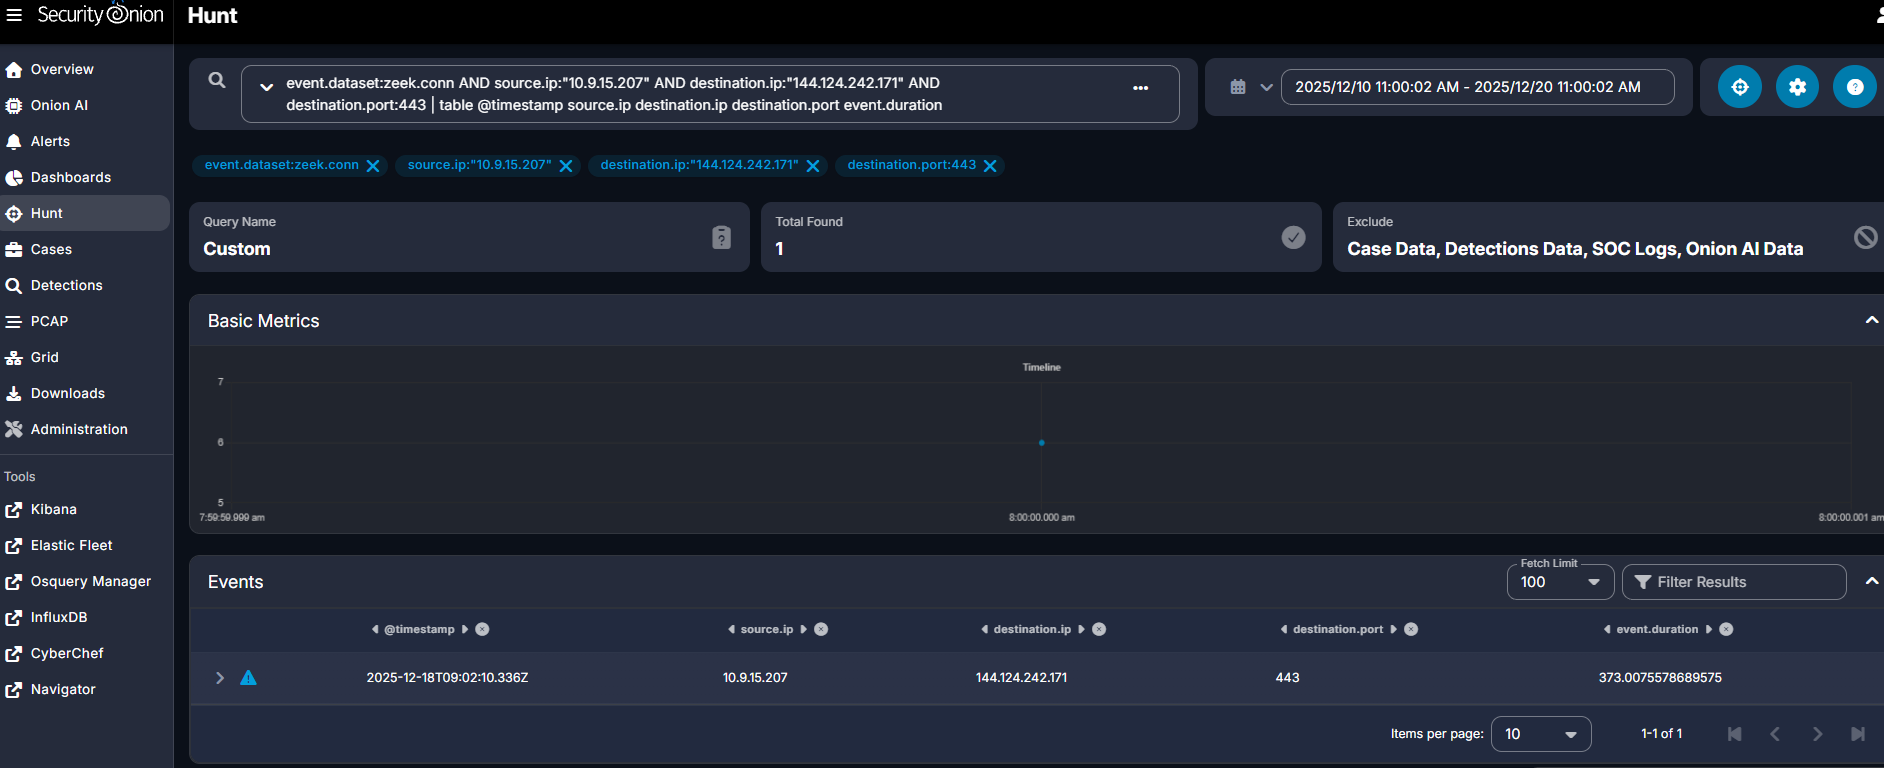 Security Onion
Hunt
Overview
Onion AI
Alerts
Dashboards
Hunt
Cases
Detections
PCAP
Grid
Downloads
Administration
Tools
Kibana
Elastic Fleet
Osquery Manager
InfluxDB
CyberChef
Navigator
event.dataset:zeek.conn AND source.ip:"10.9.15.207" AND destination.ip:"144.124.242.171" AND
destination.port:443 | table @timestamp source.ip destination.ip destination.port event.duration
2025/12/10 11:00:02 AM - 2025/12/20 11:00:02 AM
event.dataset:zeek.conn source.ip:"10.9.15.207" destination.ip:"144.124.242.171" destination.port:443
Query Name
Custom
Total Found
1
Exclude
Case Data, Detections Data, SOC Logs, Onion AI Data
Basic Metrics
Timeline
7
6
5
7:59:59.999 am 8:00:00.000 am 8:00:00.001 am
Events
Fetch Limit
100
Filter Results
@timestamp source.ip destination.ip destination.port event.duration
2025-12-18T09:02:10.336Z 10.9.15.207 144.124.242.171 443 373.0075578689575
Items per page: 10 1-1 of 1